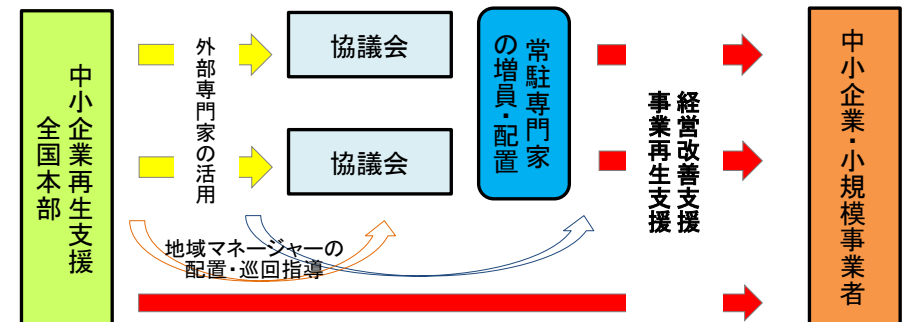 中小企業再生支援
全国本部
外部専門家の活用
協議会
協議会
常駐専門家
の増員・配置
地域マネージャーの
配置・巡回指導
経営改善支援
事業再生支援
中小企業・小規模事業者